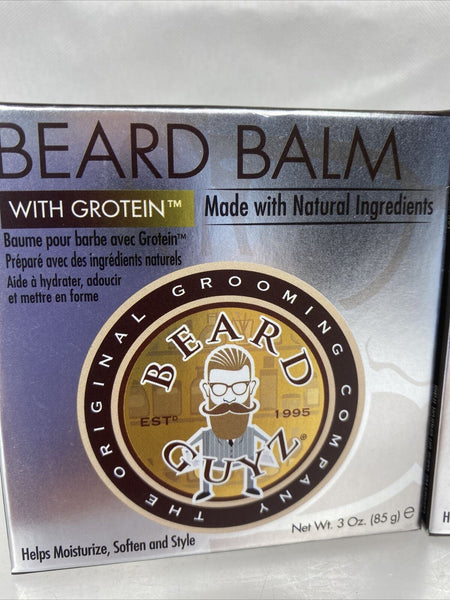 BEARD BALM
WITH GROTEIN™
Made with Natural Ingredients
Baume pour barbe avec Grotein™
Préparé avec des ingrédients naturels
Aide à hydrater, adoucir
et mettre en forme
THE ORIGINAL GROOMING COMPANY
BEARD
ESTD 1995
GUYZ®
Net Wt. 3 Oz. (85 g) e
Helps Moisturize, Soften and Style
H